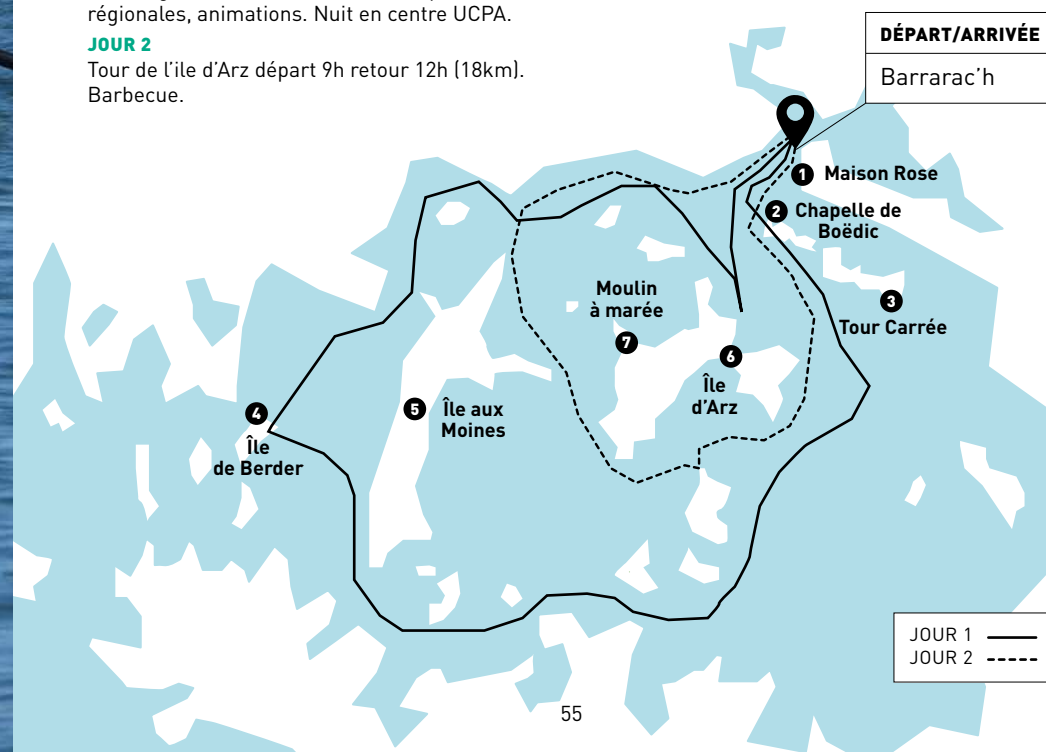 régionales, animations. Nuit en centre UCPA.
JOUR 2
Tour de l’ile d’Arz départ 9h retour 12h (18km).
Barbecue.
DÉPART/ARRIVÉE
Barrarac’h
1 Maison Rose
2 Chapelle de
Boëdic
3
Tour Carrée
Moulin
à marée
7
6
Île
d’Arz
4
Île
de Berder
5 Île aux
Moines
JOUR 1
JOUR 2
55